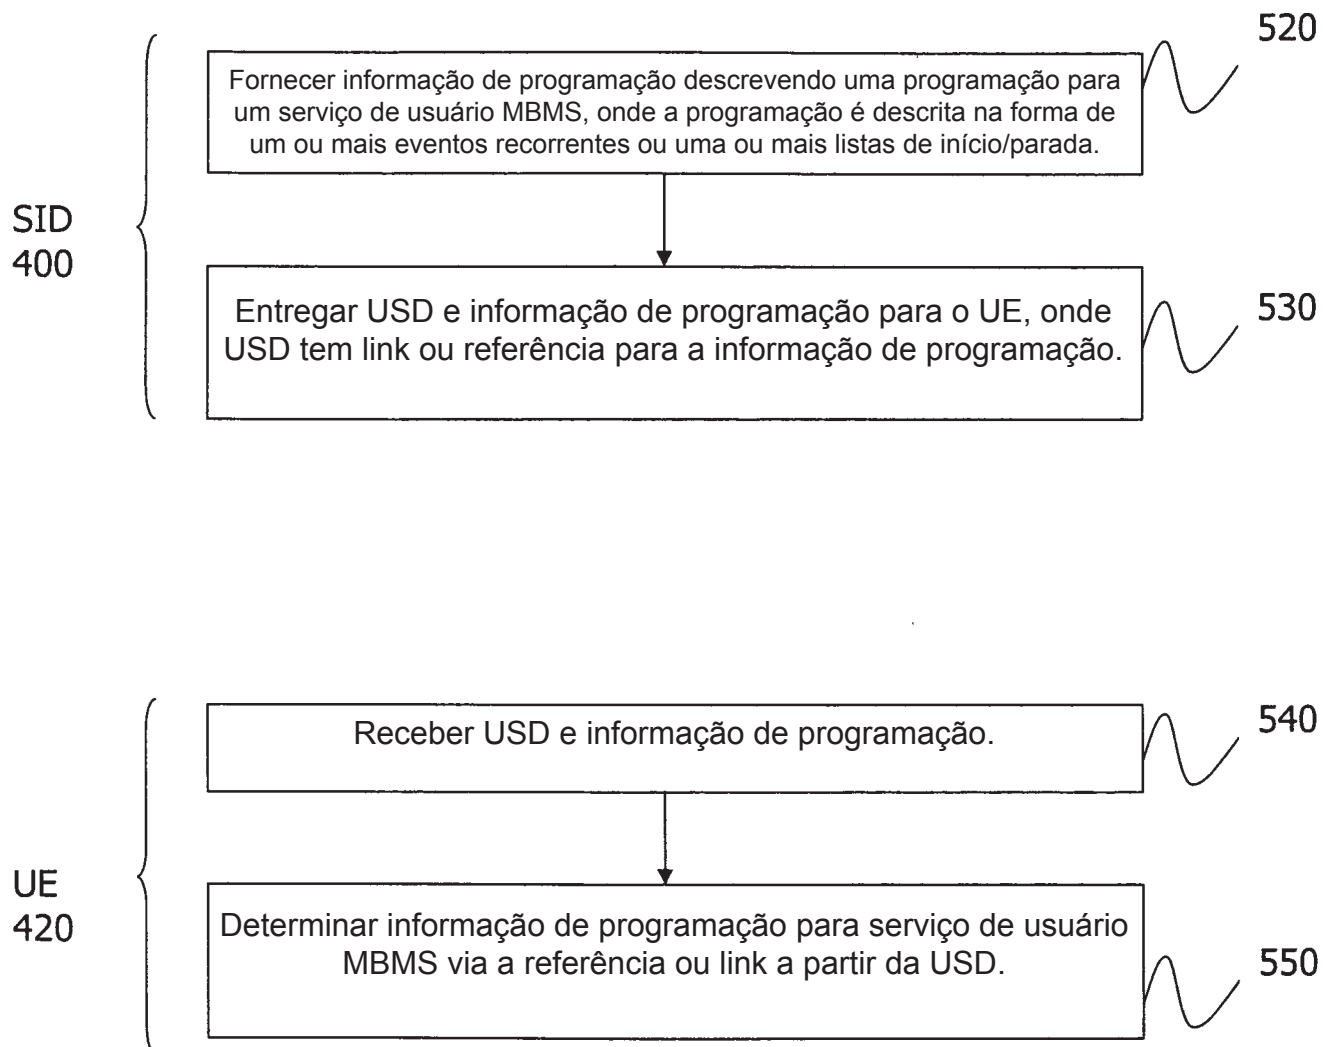 520
Fornecer informação de programação descrevendo uma programação para
um serviço de usuário MBMS, onde a programação é descrita na forma de
um ou mais eventos recorrentes ou uma ou mais listas de início/parada.
SID
400
530
Entregar USD e informação de programação para o UE, onde
USD tem link ou referência para a informação de programação.
540
Receber USD e informação de programação.
UE
420
Determinar informação de programação para serviço de usuário
MBMS via a referência ou link a partir da USD.
550